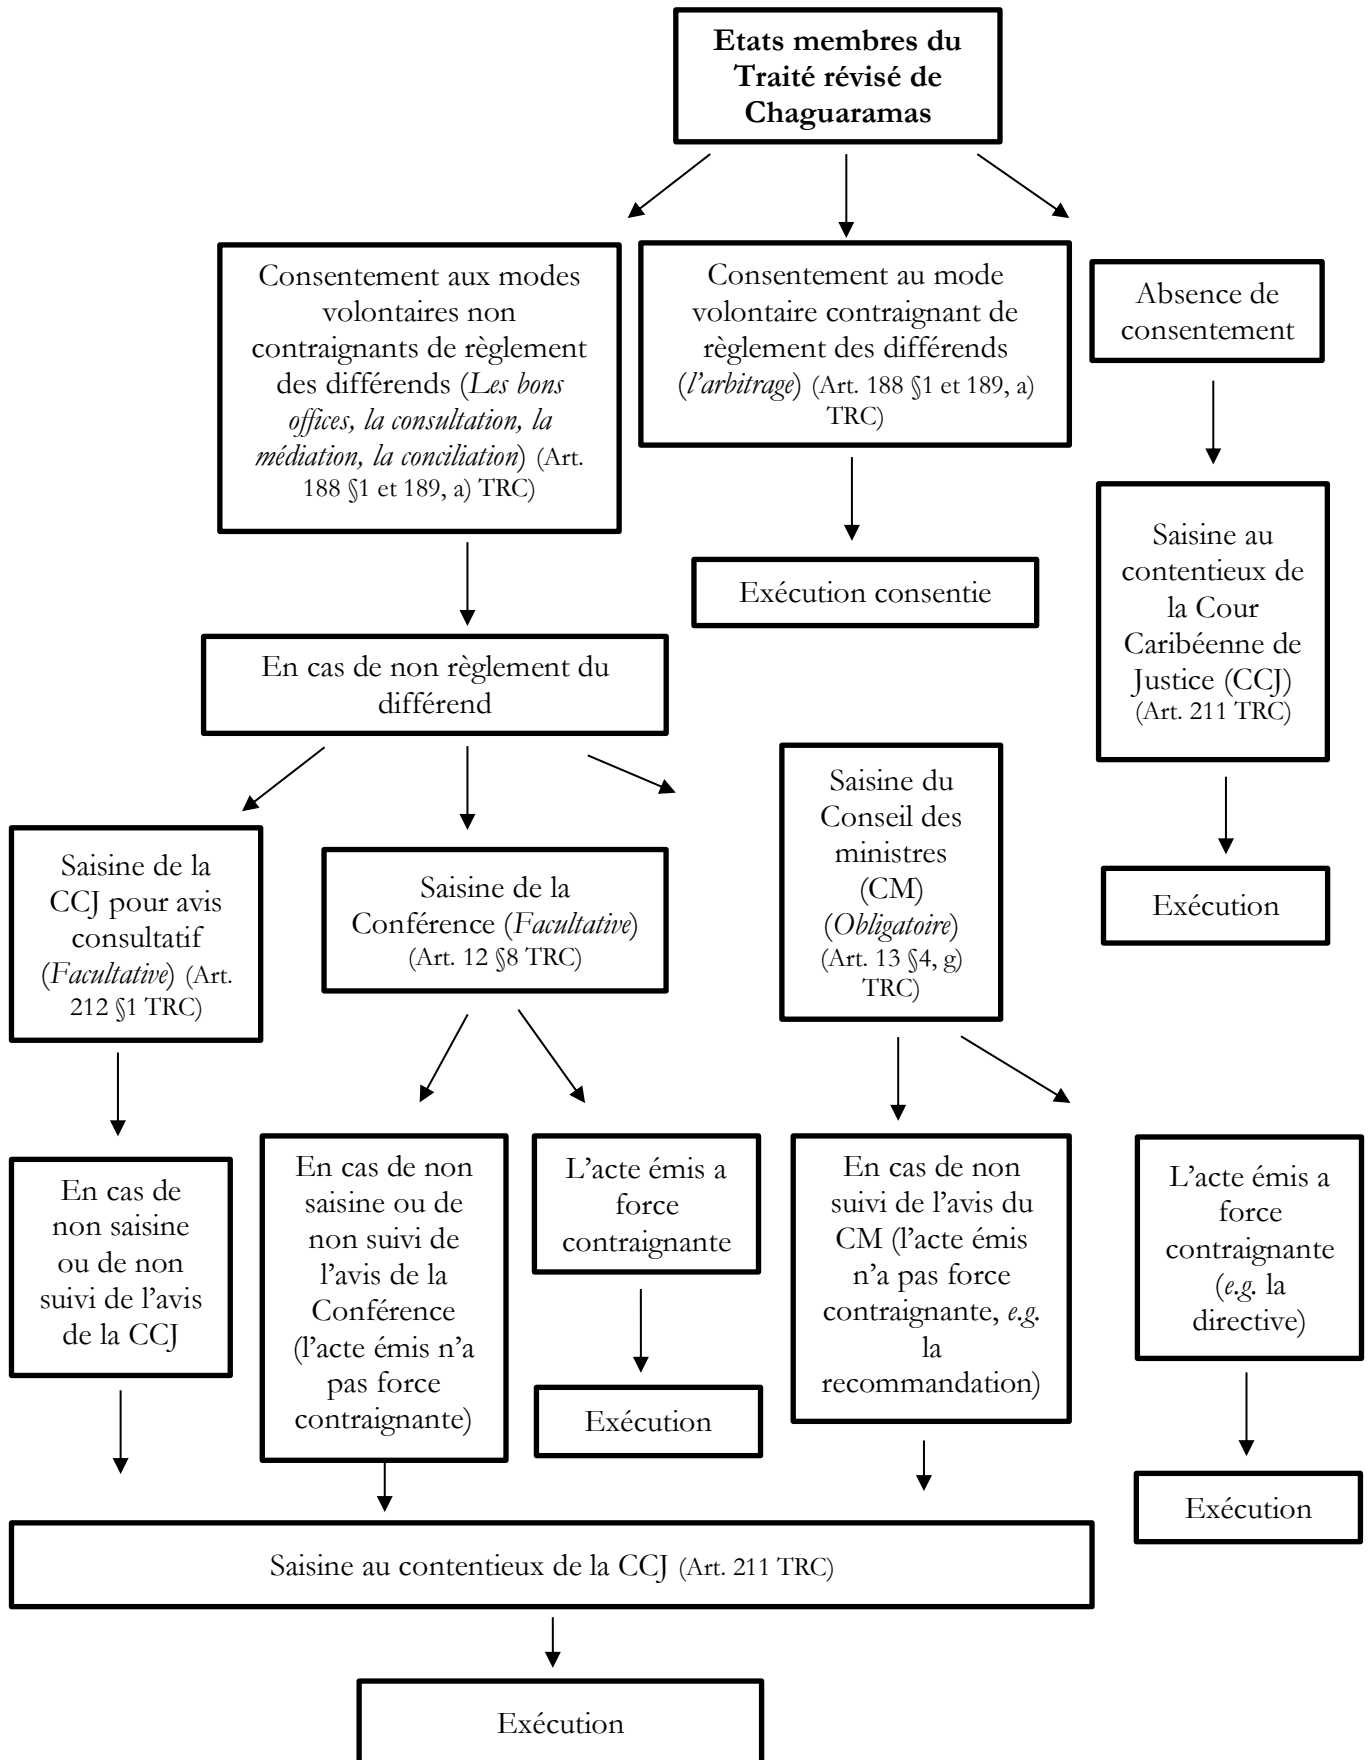 Etats membres du
Traité révisé de
Chaguaramas
Consentement aux modes
volontaires non
contraignants de règlement
des différends (Les bons
offices, la consultation, la
médiation, la conciliation) (Art.
188 §1 et 189, a) TRC)
Consentement au mode
volontaire contraignant de
règlement des différends
(l'arbitrage) (Art. 188 §1 et 189, a)
TRC)
Absence de
consentement
Exécution consentie
Saisine au
contentieux de
la Cour
Caribéenne de
Justice (CCJ)
(Art. 211 TRC)
En cas de non règlement du
différend
Saisine de la
CCJ pour avis
consultatif
(Facultative) (Art.
212 §1 TRC)
Saisine de la
Conférence (Facultative)
(Art. 12 §8 TRC)
Saisine du
Conseil des
ministres
(CM)
(Obligatoire)
(Art. 13 §4, g)
TRC)
Exécution
En cas de
non saisine
ou de non
suivi de l'avis
de la CCJ
En cas de non
saisine ou de
non suivi de
l'avis de la
Conférence
(l'acte émis n'a
pas force
contraignante)
L'acte émis a
force
contraignante
En cas de non
suivi de l'avis du
CM (l'acte émis
n'a pas force
contraignante, e.g.
la
recommandation)
L'acte émis a
force
contraignante
(e.g. la
directive)
Exécution
Exécution
Saisine au contentieux de la CCJ (Art. 211 TRC)
Exécution